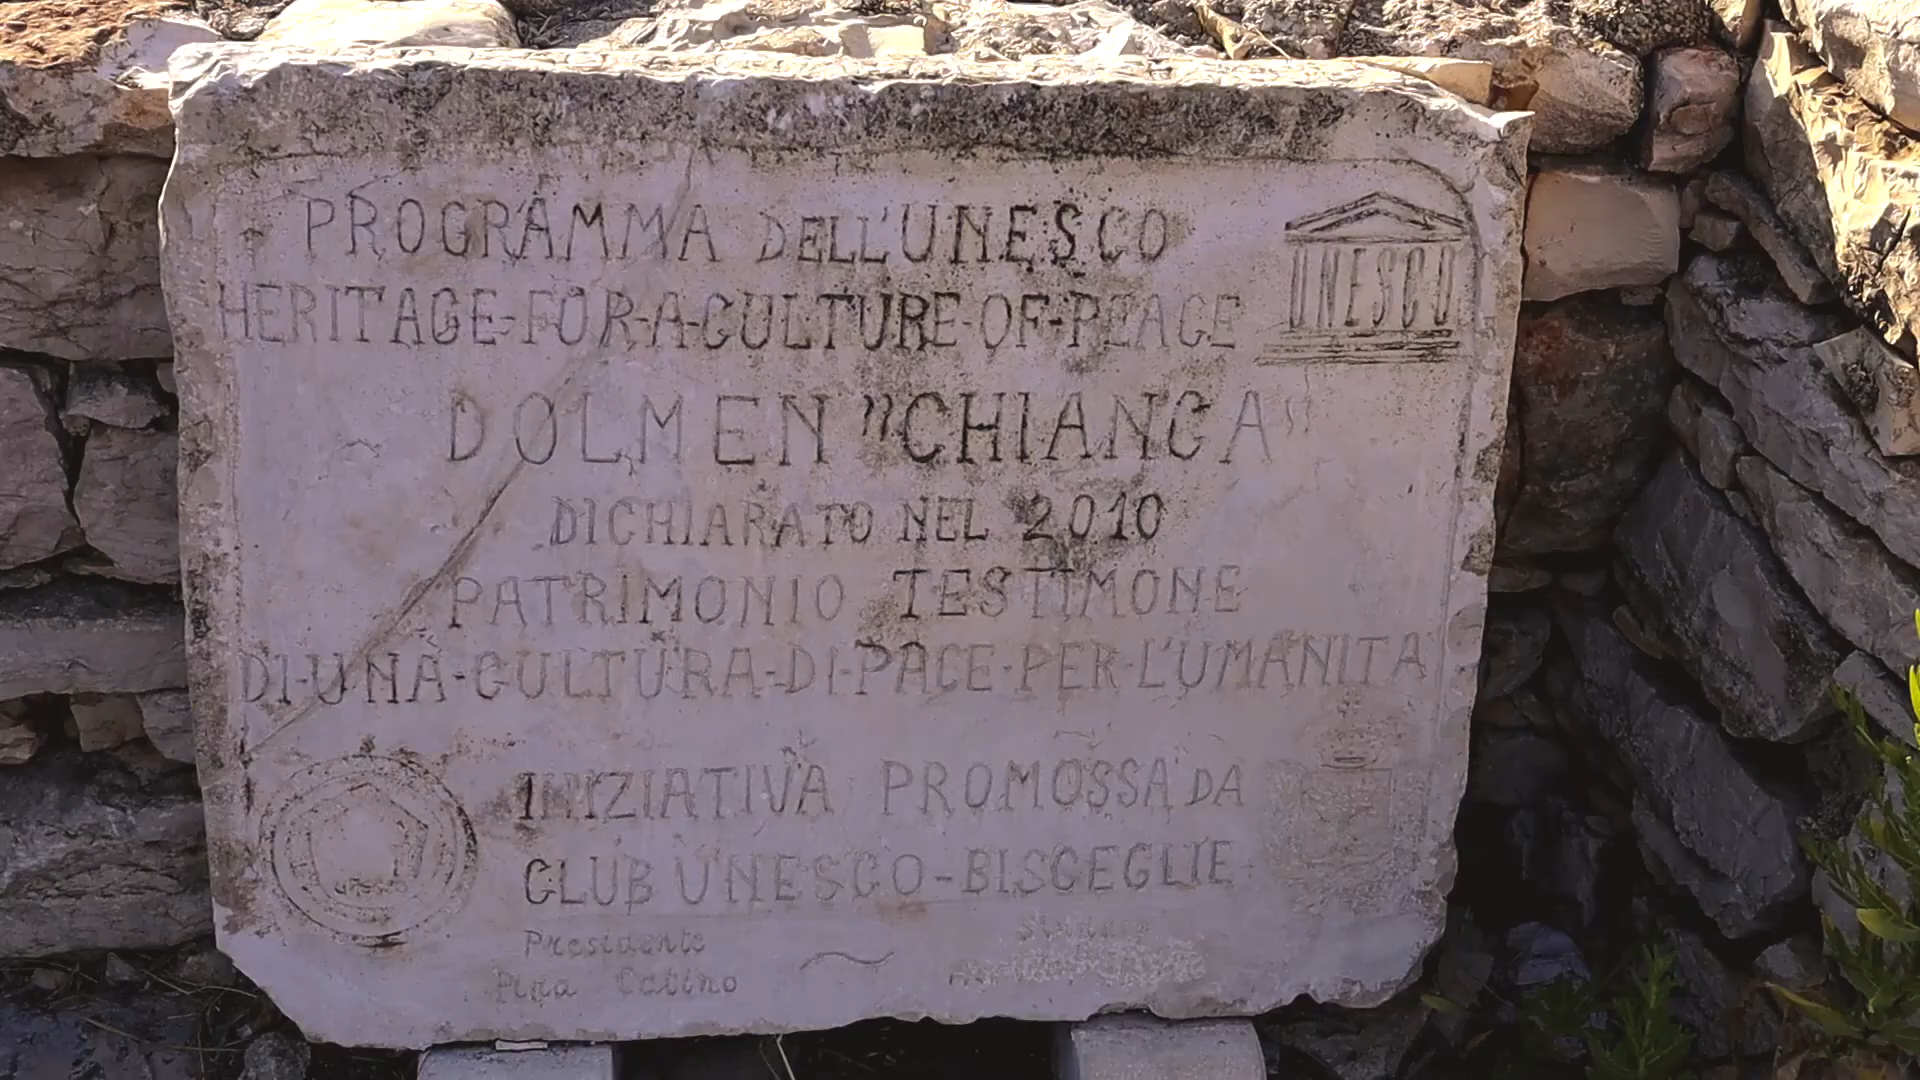 PROGRAMMA DELL'UNESCO
HERITAGE-FOR-A-CULTURE-OF-PEACE
UNESCO
DOLMEN "CHIANCA"
DICHIARATO NEL 2010
PATRIMONIO TESTIMONE
DI-UNA-CULTURA-DI-PACE-PER-L'UMANITA'
INIZIATIVA PROMOSSA DA
CLUB UNESCO-BISCEGLIE
UNESCO
Presidente
Pina Catino